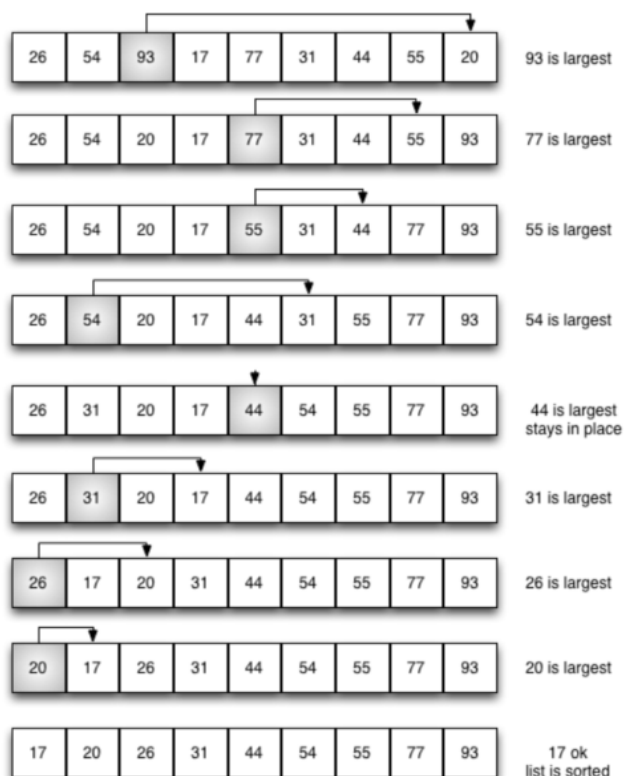 26 54 93 17 77 31 44 55 20 93 is largest
26 54 20 17 77 31 44 55 93 77 is largest
26 54 20 17 55 31 44 77 93 55 is largest
26 54 20 17 44 31 55 77 93 54 is largest
26 31 20 17 44 54 55 77 93 44 is largest
stays in place
26 31 20 17 44 54 55 77 93 31 is largest
26 17 20 31 44 54 55 77 93 26 is largest
20 17 26 31 44 54 55 77 93 20 is largest
17 20 26 31 44 54 55 77 93 17 ok
list is sorted